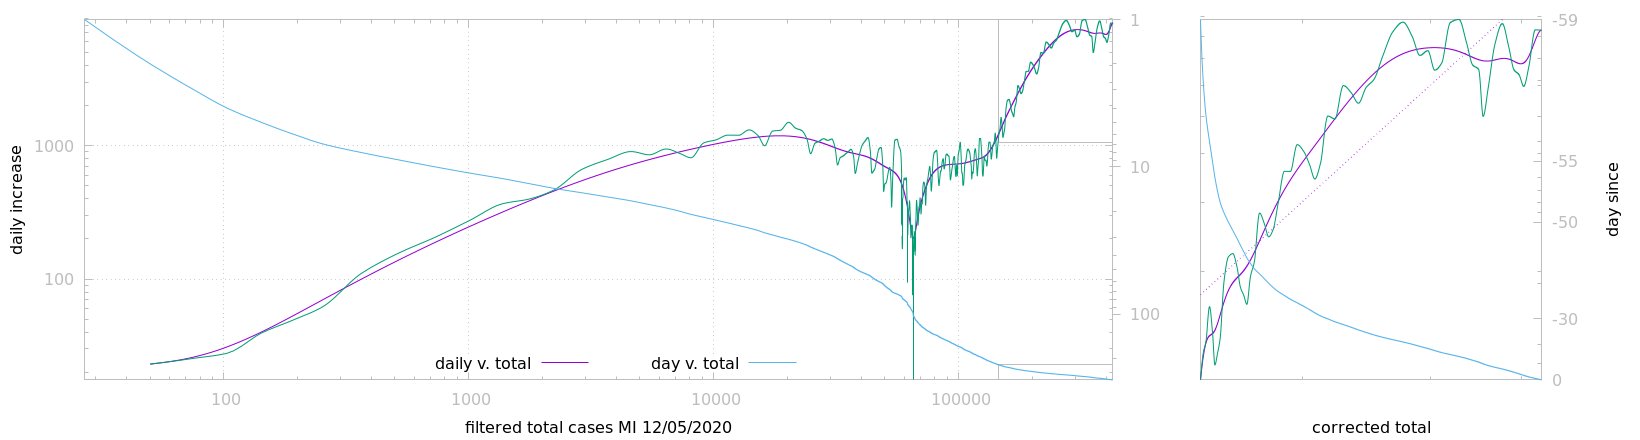 1
-59
1000
10
-55
daily increase
-50
day since
100
100
-30
daily v. total
day v. total
0
100
1000
10000
100000
filtered total cases MI 12/05/2020
corrected total